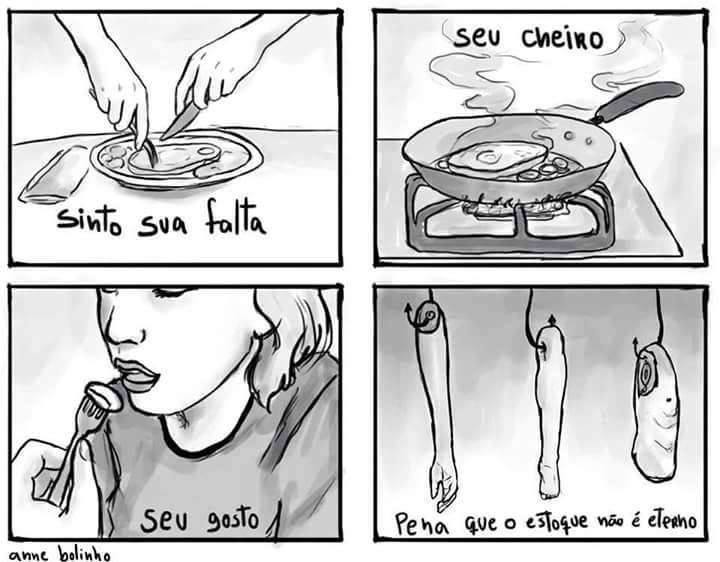 sinto sua falta
seu cheiro
seu gosto
Pena que o estoque não é eterno
anne bolinho